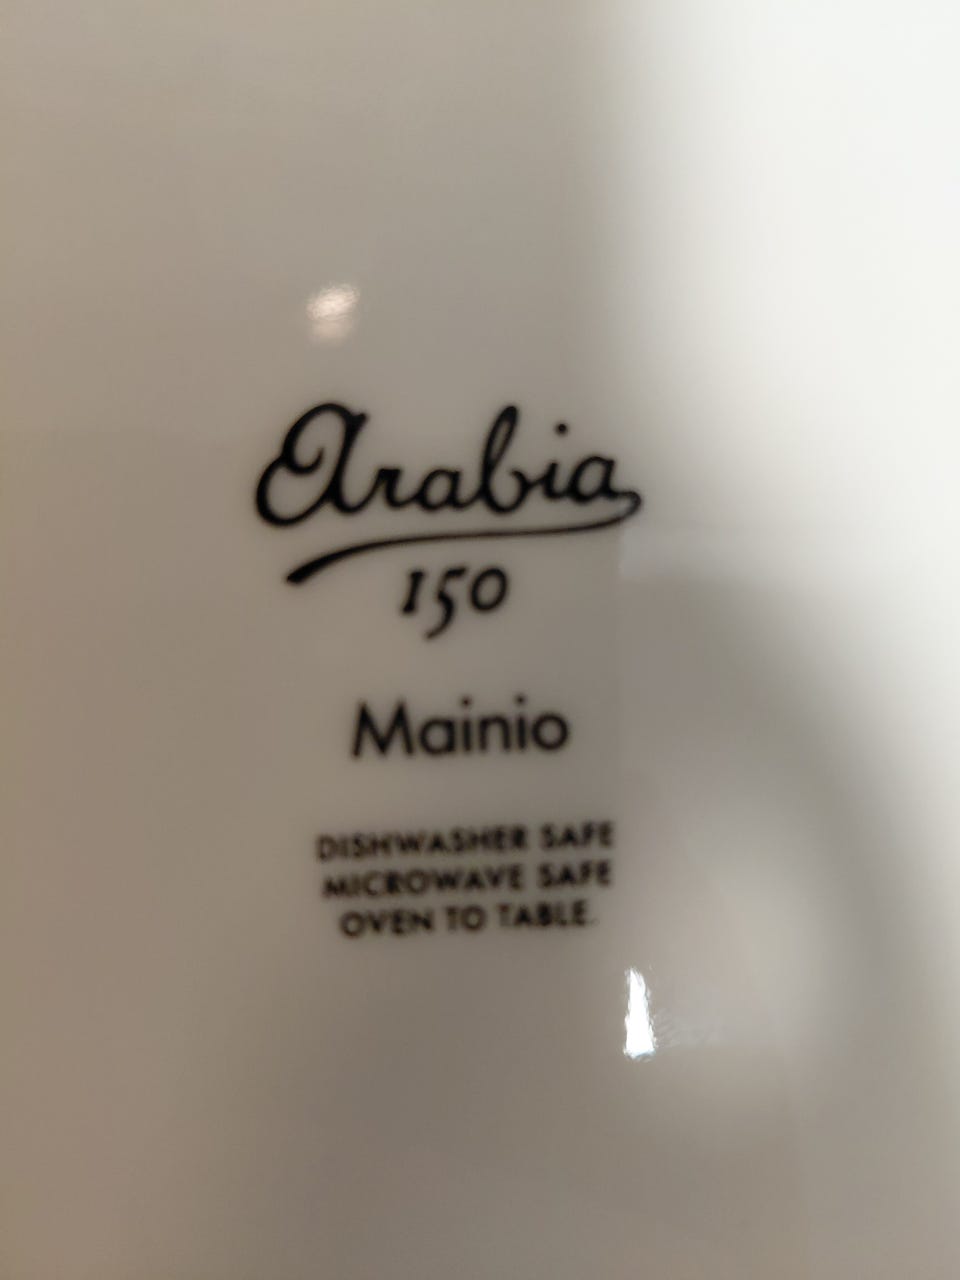 Arabia
150
Mainio
DISHWASHER SAFE
MICROWAVE SAFE
OVEN TO TABLE.